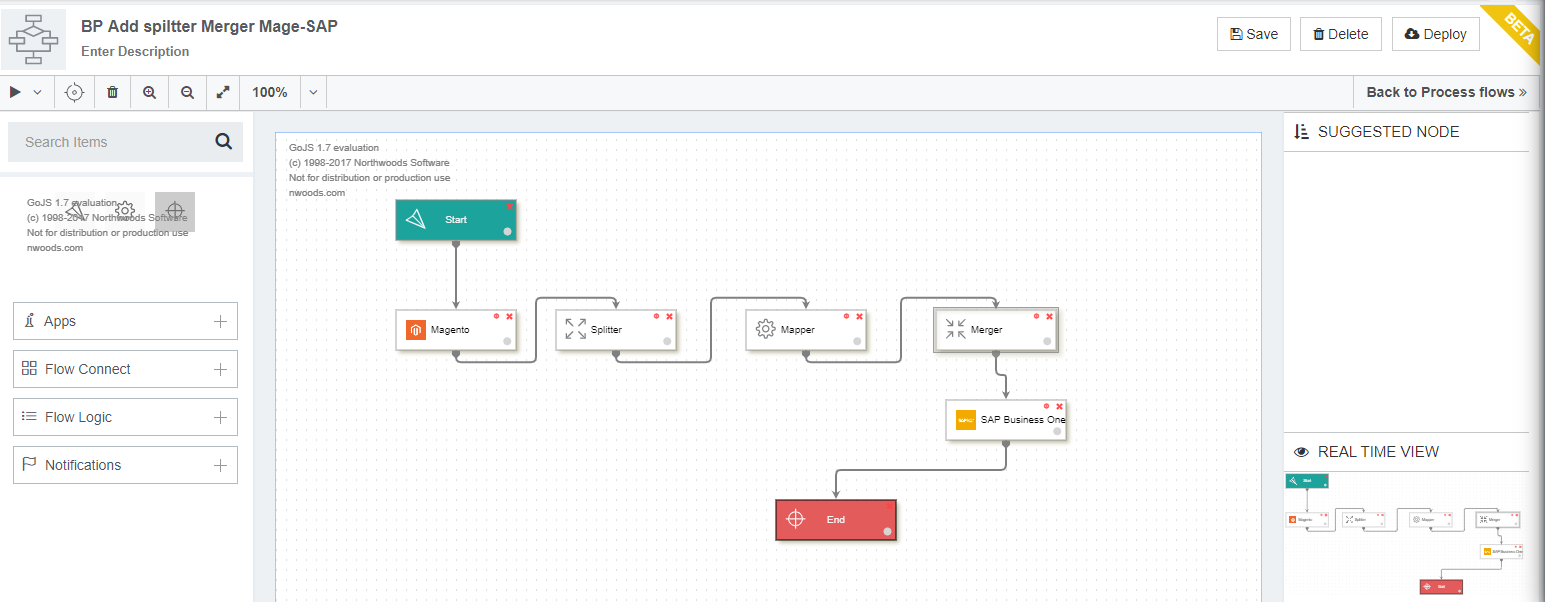 BP Add spiltter Merger Mage-SAP
Enter Description
Save
Delete
Deploy
BETA
100%
Back to Process flows »
Search Items
GoJS 1.7 evaluation
(c) 1998-2017 Northwoods Software
Not for distribution or production use
nwoods.com
Apps
Flow Connect
Flow Logic
Notifications
GoJS 1.7 evaluation
(c) 1998-2017 Northwoods Software
Not for distribution or production use
nwoods.com
Start
Magento
Splitter
Mapper
Merger
SAP Business One
End
SUGGESTED NODE
REAL TIME VIEW
Start
Magento
Splitter
Mapper
Merger
SAP Business One
End